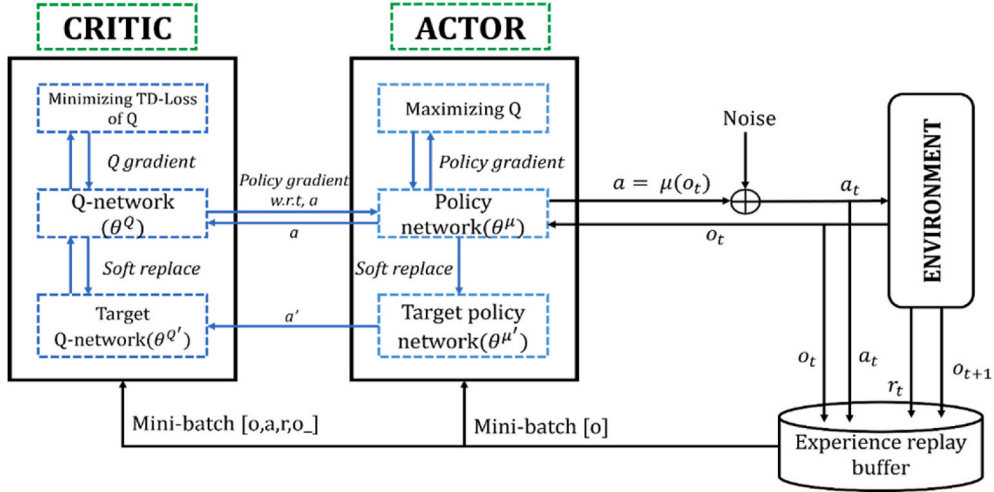 CRITIC
ACTOR
Minimizing TD-Loss
of Q
Q gradient
Q-network
(θ^Q)
Soft replace
Target
Q-network(θ^Q')
Policy gradient
w.r.t, a
a
a'
Maximizing Q
Policy gradient
Policy
network(θ^μ)
Soft replace
Target policy
network(θ^μ')
Noise
a = μ(o_t)
a_t
o_t
ENVIRONMENT
o_t
a_t
r_t
o_{t+1}
Mini-batch [o,a,r,o_]
Mini-batch [o]
Experience replay
buffer